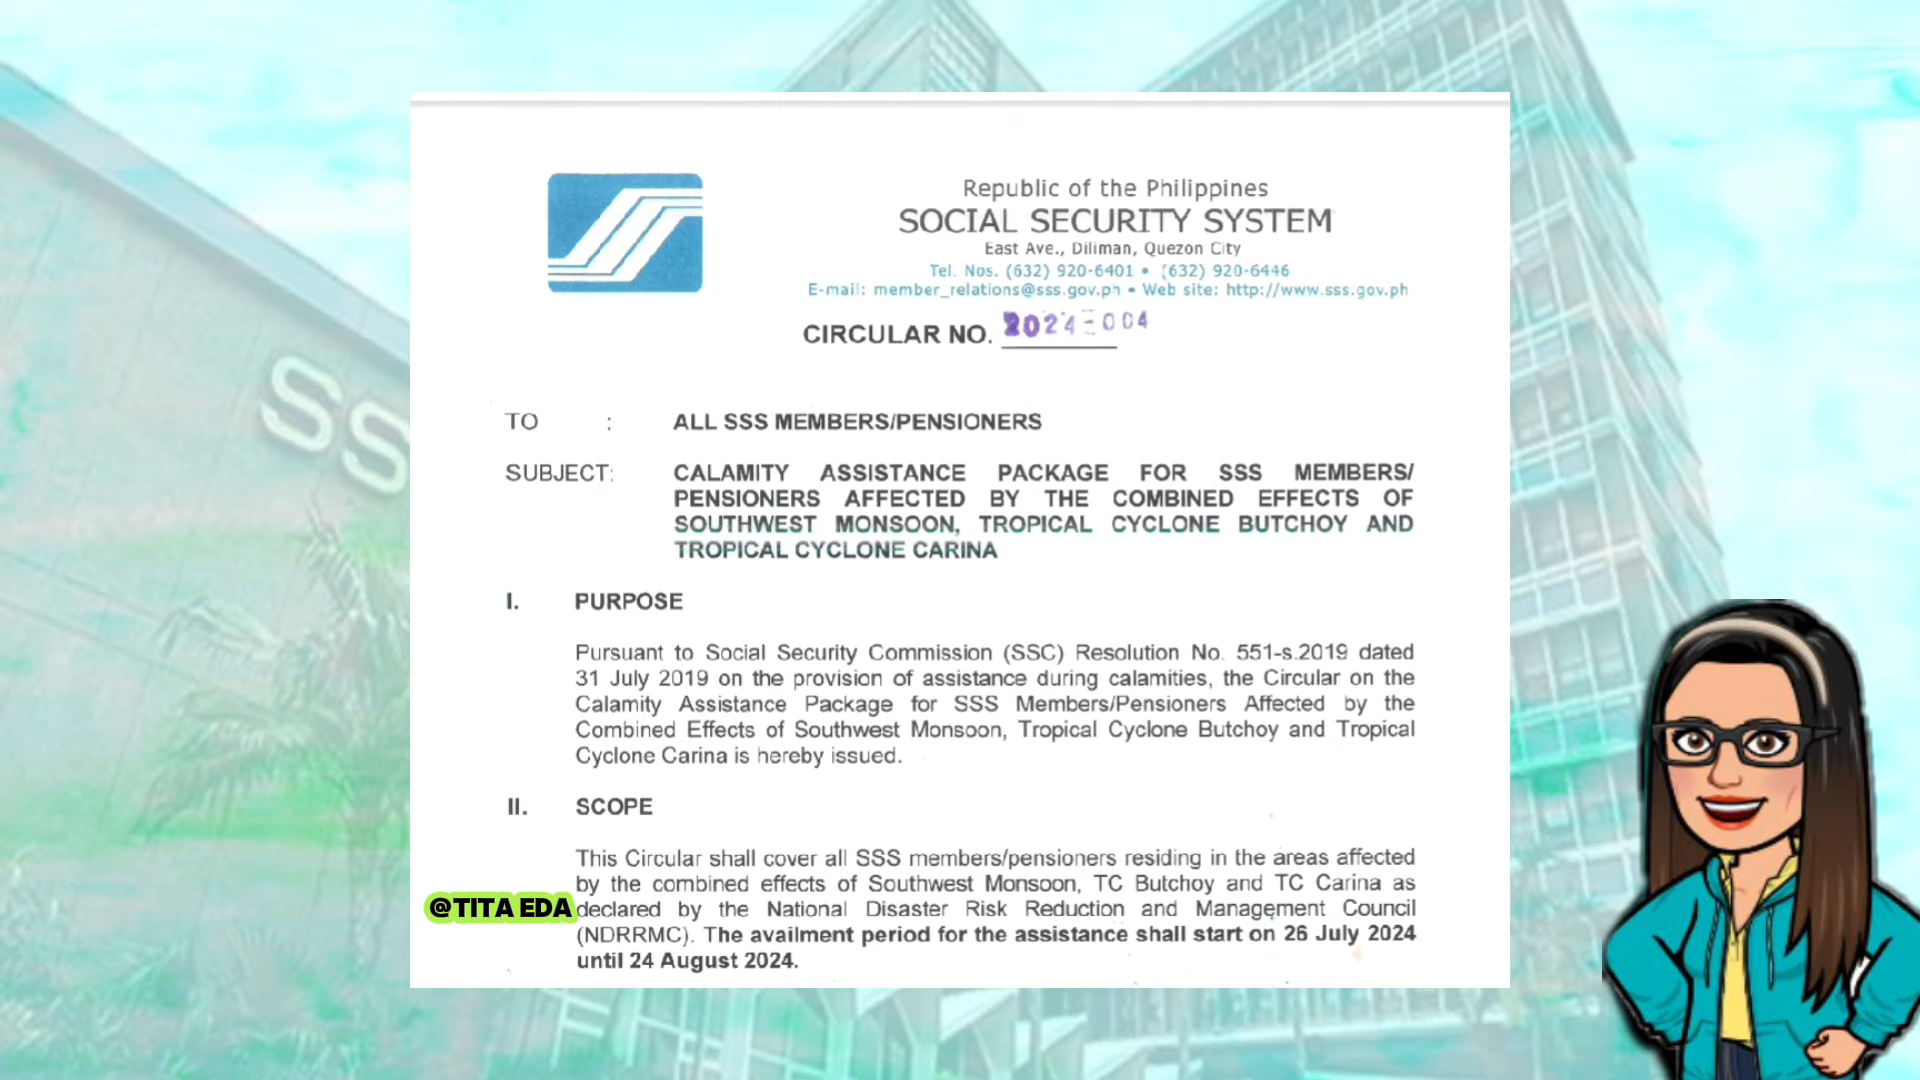 SS
Republic of the Philippines
SOCIAL SECURITY SYSTEM
East Ave., Diliman, Quezon City
Tel. Nos. (632) 920-6401 • (632) 920-6446
E-mail: member_relations@sss.gov.ph • Web site: http://www.sss.gov.ph
CIRCULAR NO. 2024-004
TO : ALL SSS MEMBERS/PENSIONERS
SUBJECT: CALAMITY ASSISTANCE PACKAGE FOR SSS MEMBERS/
PENSIONERS AFFECTED BY THE COMBINED EFFECTS OF
SOUTHWEST MONSOON, TROPICAL CYCLONE BUTCHOY AND
TROPICAL CYCLONE CARINA
I. PURPOSE
Pursuant to Social Security Commission (SSC) Resolution No. 551-s.2019 dated
31 July 2019 on the provision of assistance during calamities, the Circular on the
Calamity Assistance Package for SSS Members/Pensioners Affected by the
Combined Effects of Southwest Monsoon, Tropical Cyclone Butchoy and Tropical
Cyclone Carina is hereby issued.
II. SCOPE
This Circular shall cover all SSS members/pensioners residing in the areas affected
by the combined effects of Southwest Monsoon, TC Butchoy and TC Carina as
declared by the National Disaster Risk Reduction and Management Council
(NDRRMC). The availment period for the assistance shall start on 26 July 2024
until 24 August 2024.
@TITA EDA